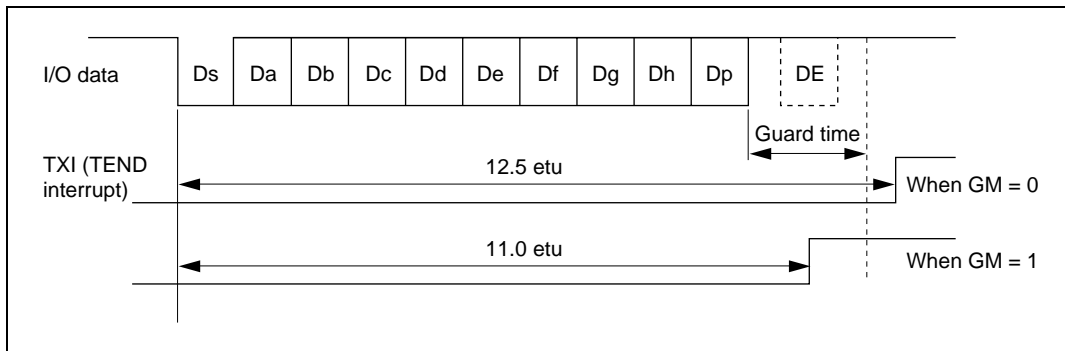 I/O data
Ds Da Db Dc Dd De Df Dg Dh Dp DE
Guard time
TXI (TEND
interrupt)
12.5 etu
When GM = 0
11.0 etu
When GM = 1